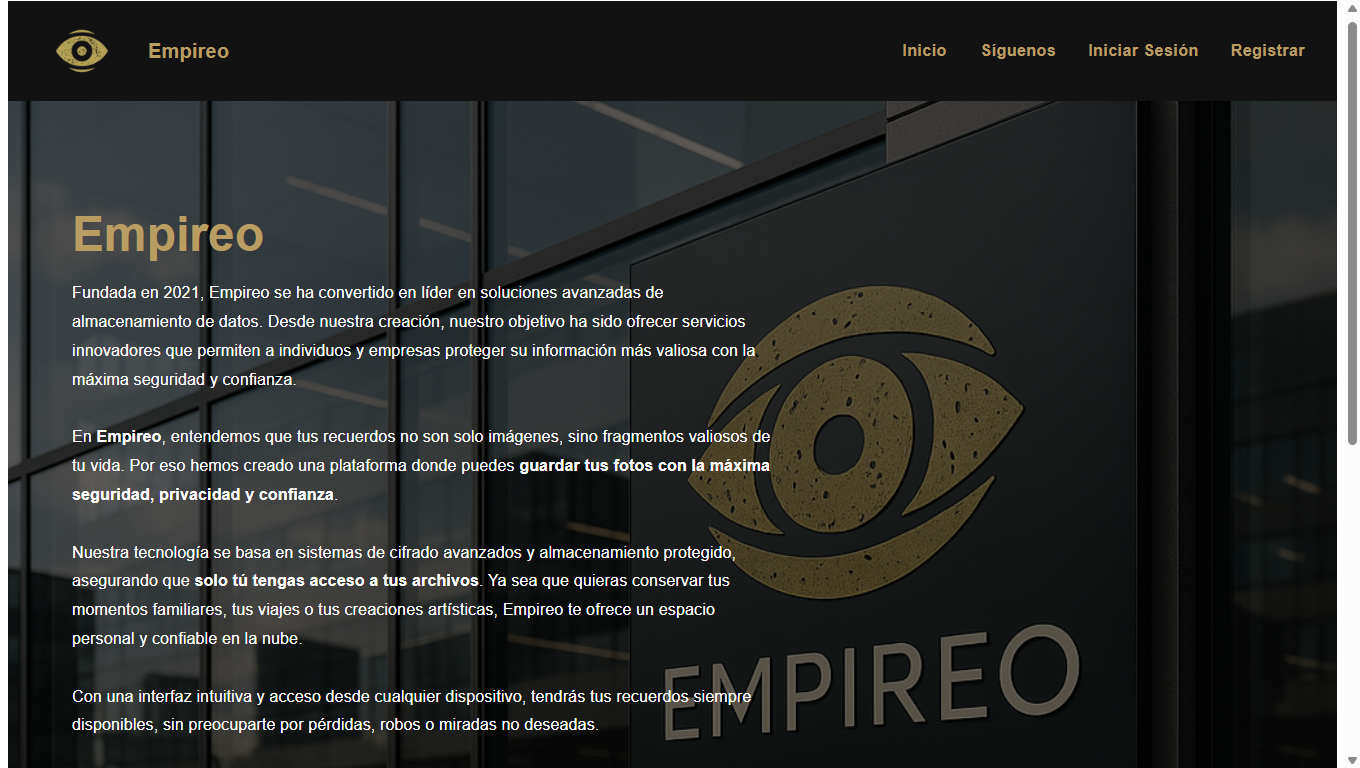 Empireo
Inicio
Síguenos
Iniciar Sesión
Registrar
Empireo
Fundada en 2021, Empireo se ha convertido en líder en soluciones avanzadas de
almacenamiento de datos. Desde nuestra creación, nuestro objetivo ha sido ofrecer servicios
innovadores que permiten a individuos y empresas proteger su información más valiosa con la
máxima seguridad y confianza.
En Empireo, entendemos que tus recuerdos no son solo imágenes, sino fragmentos valiosos de
tu vida. Por eso hemos creado una plataforma donde puedes guardar tus fotos con la máxima
seguridad, privacidad y confianza.
Nuestra tecnología se basa en sistemas de cifrado avanzados y almacenamiento protegido,
asegurando que solo tú tengas acceso a tus archivos. Ya sea que quieras conservar tus
momentos familiares, tus viajes o tus creaciones artísticas, Empireo te ofrece un espacio
personal y confiable en la nube.
Con una interfaz intuitiva y acceso desde cualquier dispositivo, tendrás tus recuerdos siempre
disponibles, sin preocuparte por pérdidas, robos o miradas no deseadas.
EMPIREO